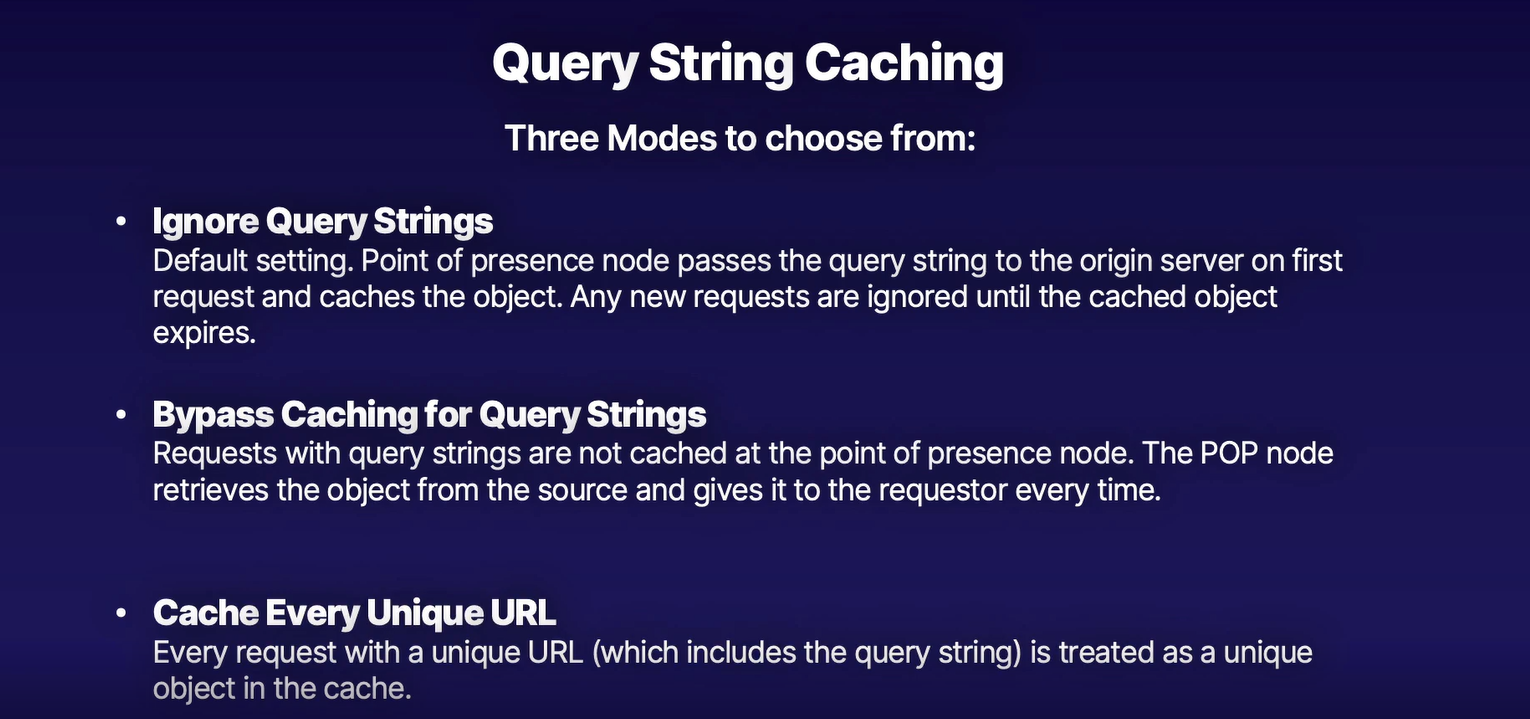 Query String Caching
Three Modes to choose from:
• Ignore Query Strings
Default setting. Point of presence node passes the query string to the origin server on first
request and caches the object. Any new requests are ignored until the cached object
expires.
• Bypass Caching for Query Strings
Requests with query strings are not cached at the point of presence node. The POP node
retrieves the object from the source and gives it to the requestor every time.
• Cache Every Unique URL
Every request with a unique URL (which includes the query string) is treated as a unique
object in the cache.